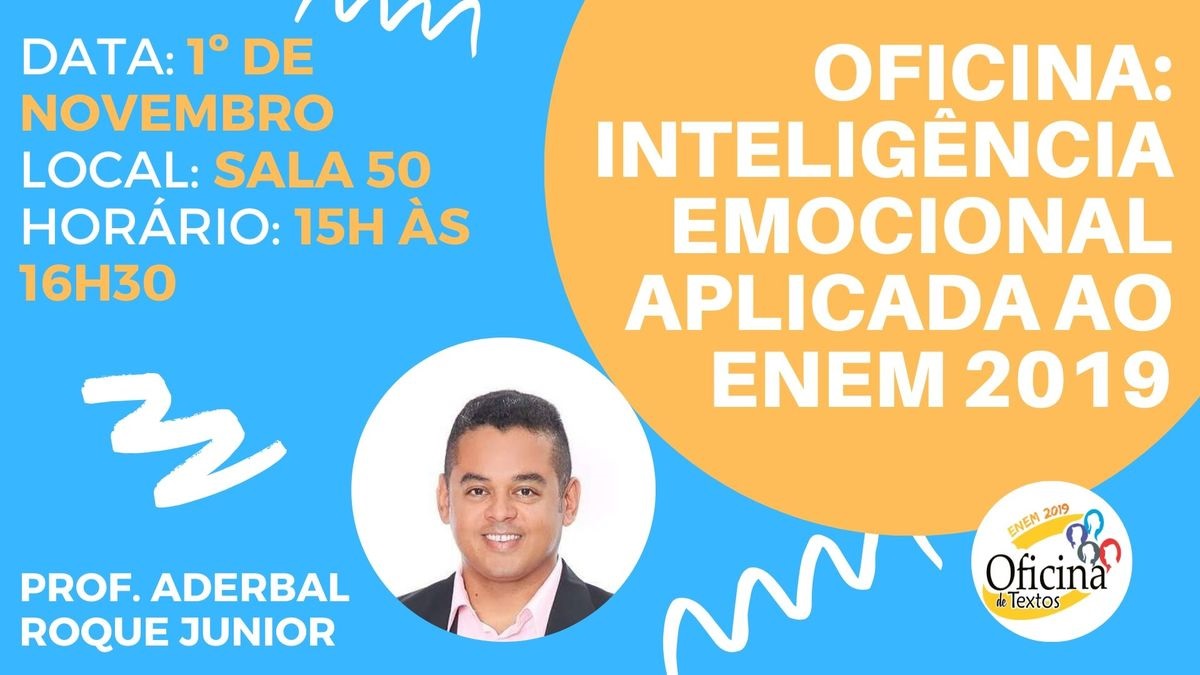 DATA: 1º DE
NOVEMBRO
LOCAL: SALA 50
HORÁRIO: 15H ÀS
16H30
OFICINA:
INTELIGÊNCIA
EMOCIONAL
APLICADA AO
ENEM 2019
PROF. ADERBAL
ROQUE JUNIOR
ENEM 2019
Oficina
de Textos